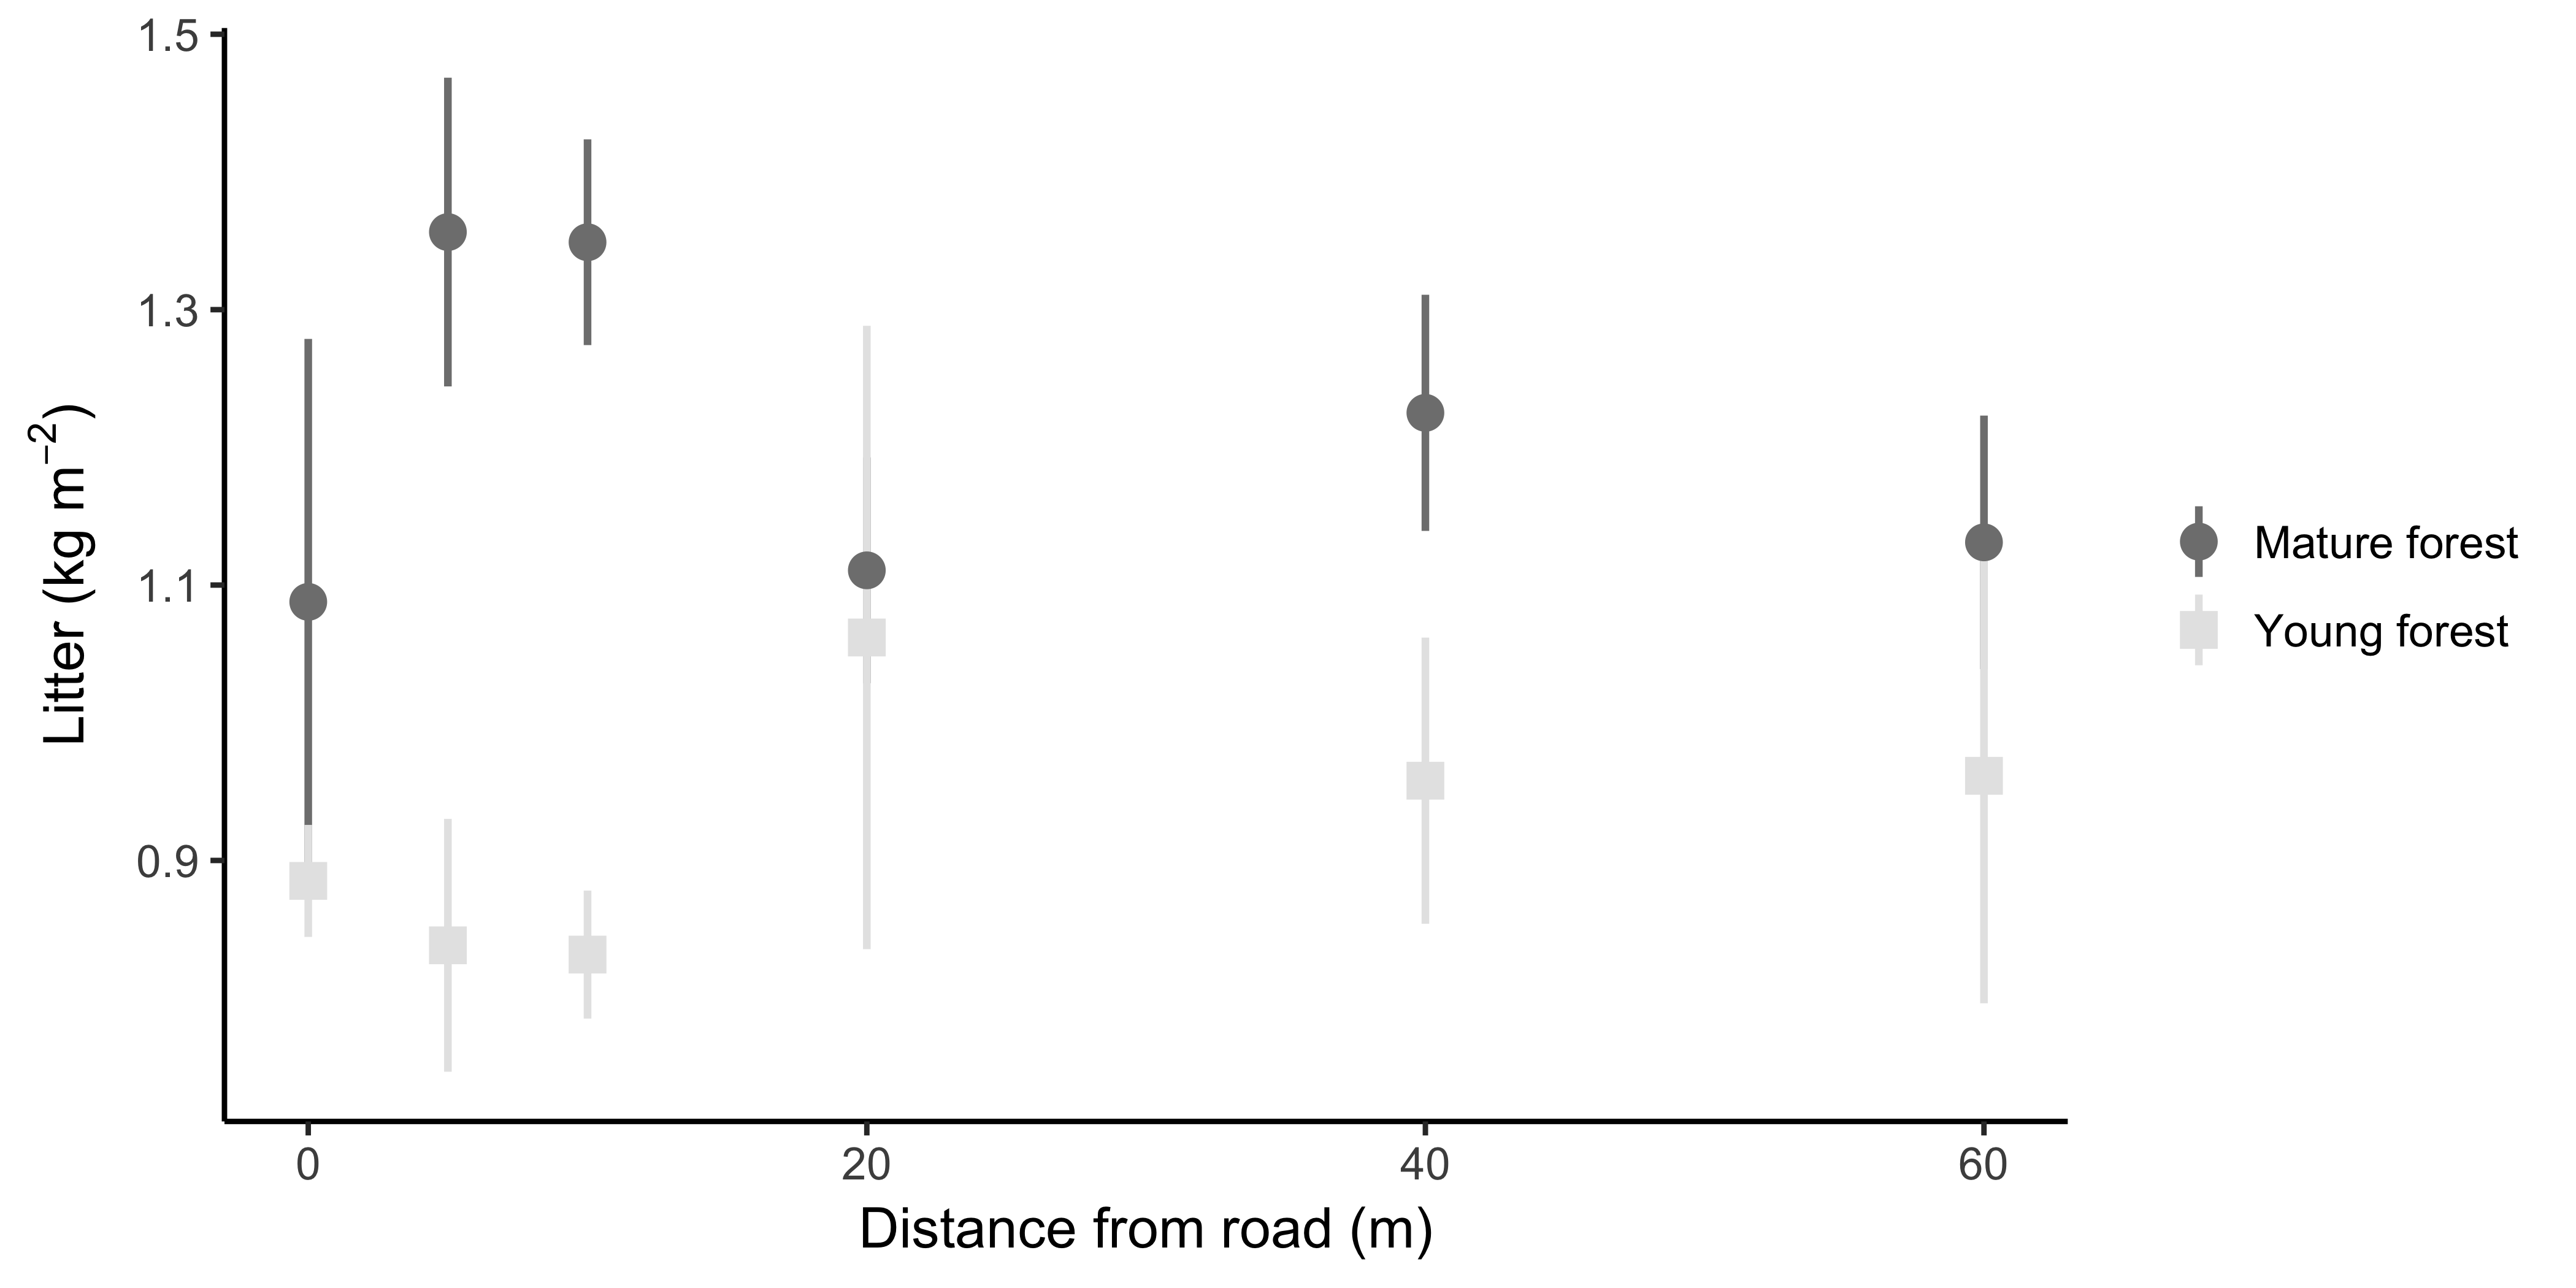 1.5
1.3
1.1
0.9
Litter (kg m⁻²)
0
20
40
60
Distance from road (m)
Mature forest
Young forest